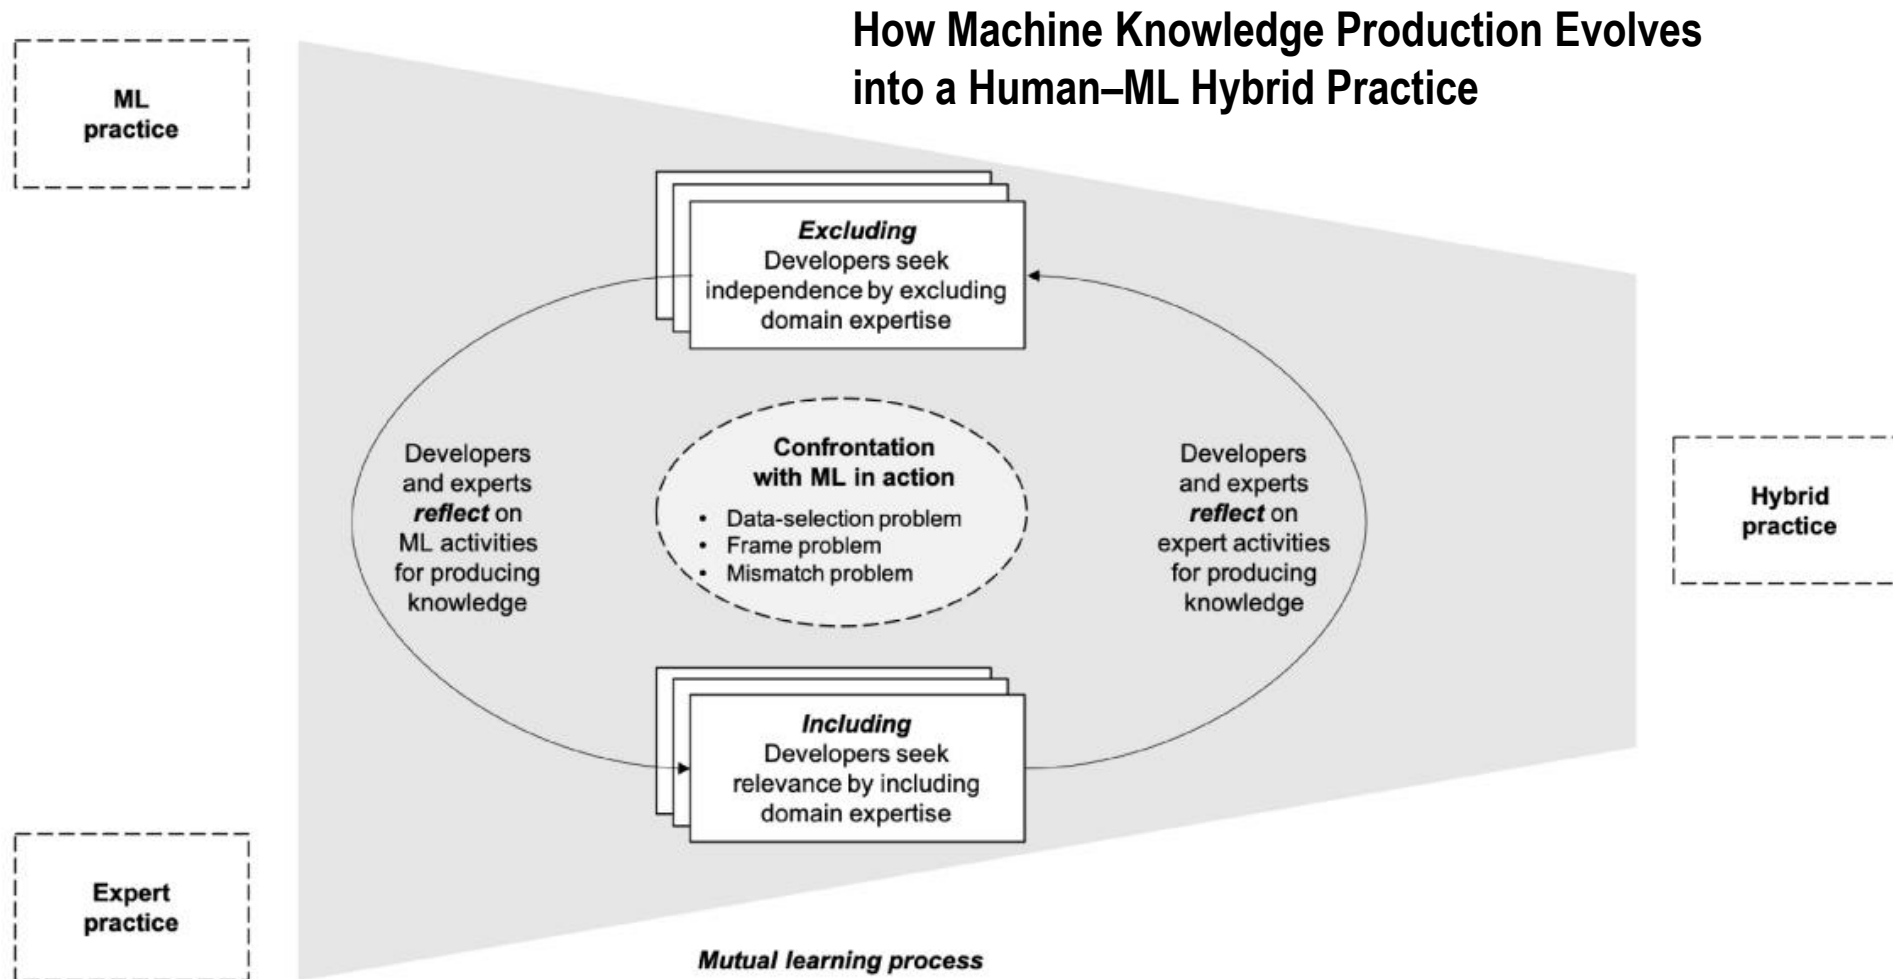 How Machine Knowledge Production Evolves
into a Human–ML Hybrid Practice
ML
practice
Excluding
Developers seek
independence by excluding
domain expertise
Developers
and experts
reflect on
ML activities
for producing
knowledge
Confrontation
with ML in action
• Data-selection problem
• Frame problem
• Mismatch problem
Developers
and experts
reflect on
expert activities
for producing
knowledge
Hybrid
practice
Including
Developers seek
relevance by including
domain expertise
Expert
practice
Mutual learning process